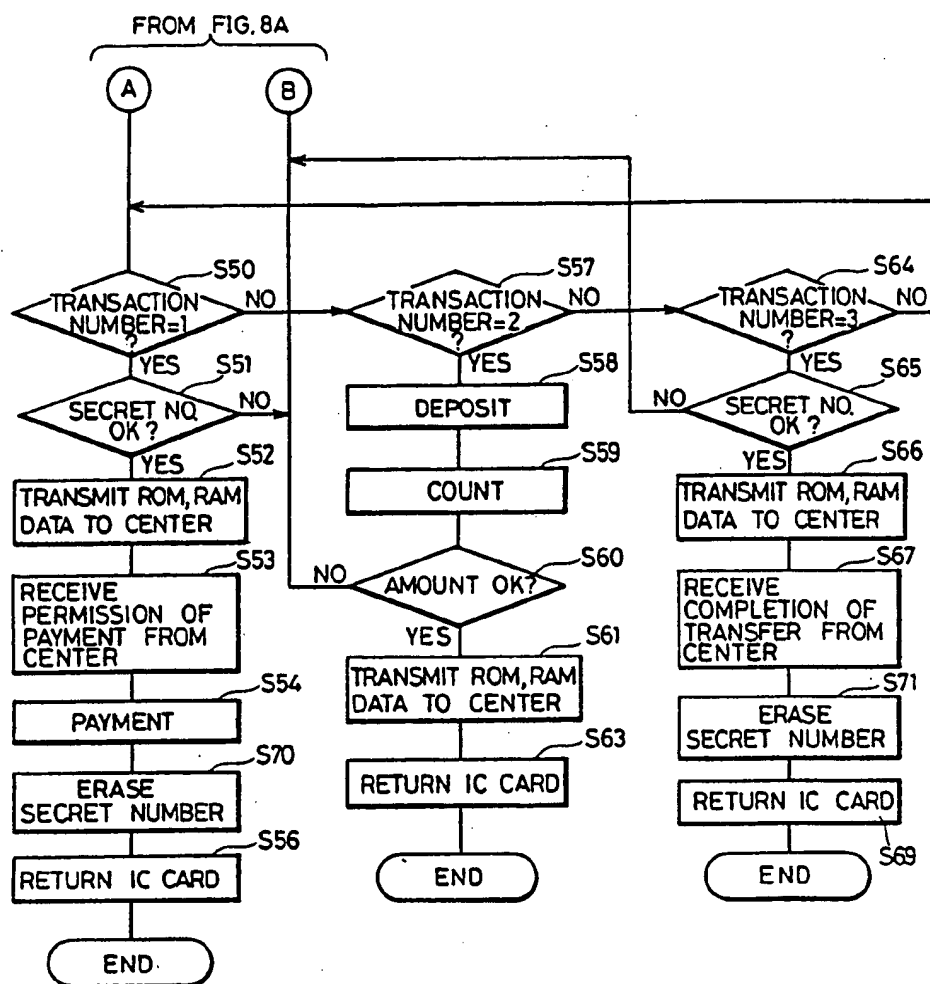 FROM FIG. 8A
A
B
S50
TRANSACTION
NUMBER=1
?
NO
YES
S51
SECRET NO.
OK?
NO
YES
S52
TRANSMIT ROM, RAM
DATA TO CENTER
S53
RECEIVE
PERMISSION OF
PAYMENT FROM
CENTER
S54
PAYMENT
S70
ERASE
SECRET NUMBER
S56
RETURN IC CARD
END
S57
TRANSACTION
NUMBER=2
?
NO
YES
S58
DEPOSIT
S59
COUNT
S60
NO
AMOUNT OK?
YES
S61
TRANSMIT ROM, RAM
DATA TO CENTER
S63
RETURN IC CARD
END
S64
TRANSACTION
NUMBER=3
?
NO
YES
S65
NO
SECRET NO.
OK?
YES
S66
TRANSMIT ROM, RAM
DATA TO CENTER
S67
RECEIVE
COMPLETION OF
TRANSFER FROM
CENTER
S71
ERASE
SECRET NUMBER
RETURN IC CARD
S69
END